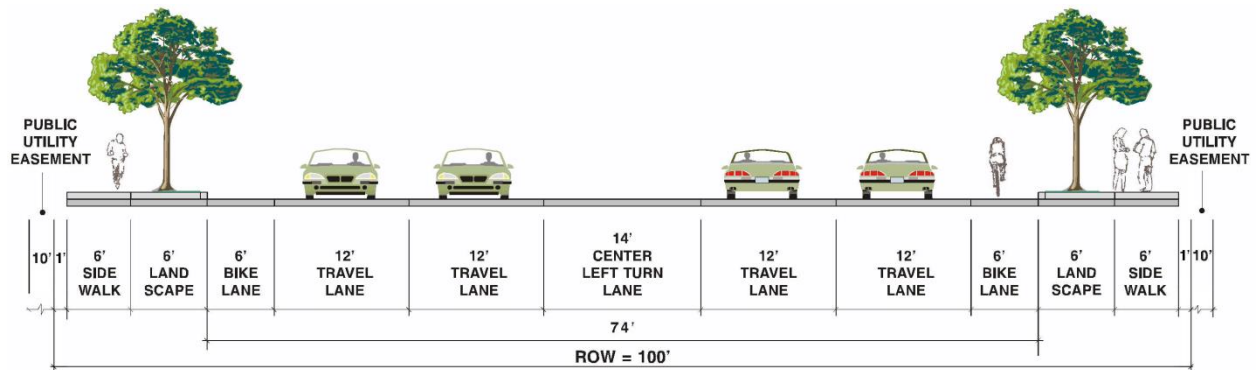 PUBLIC
UTILITY
EASEMENT
PUBLIC
UTILITY
EASEMENT
10'
1'
6'
SIDE
WALK
6'
LAND
SCAPE
6'
BIKE
LANE
12'
TRAVEL
LANE
12'
TRAVEL
LANE
14'
CENTER
LEFT TURN
LANE
12'
TRAVEL
LANE
12'
TRAVEL
LANE
6'
BIKE
LANE
6'
LAND
SCAPE
6'
SIDE
WALK
1'
10'
74'
ROW = 100'